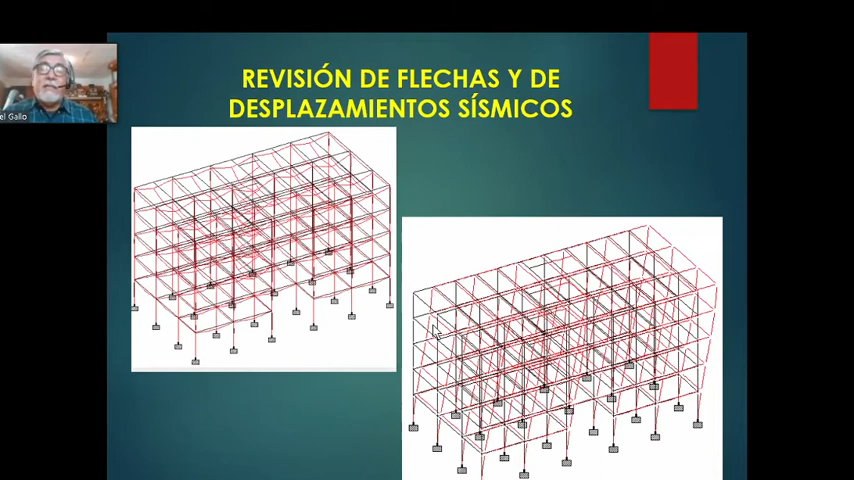 REVISIÓN DE FLECHAS Y DE
DESPLAZAMIENTOS SÍSMICOS
el Gallo